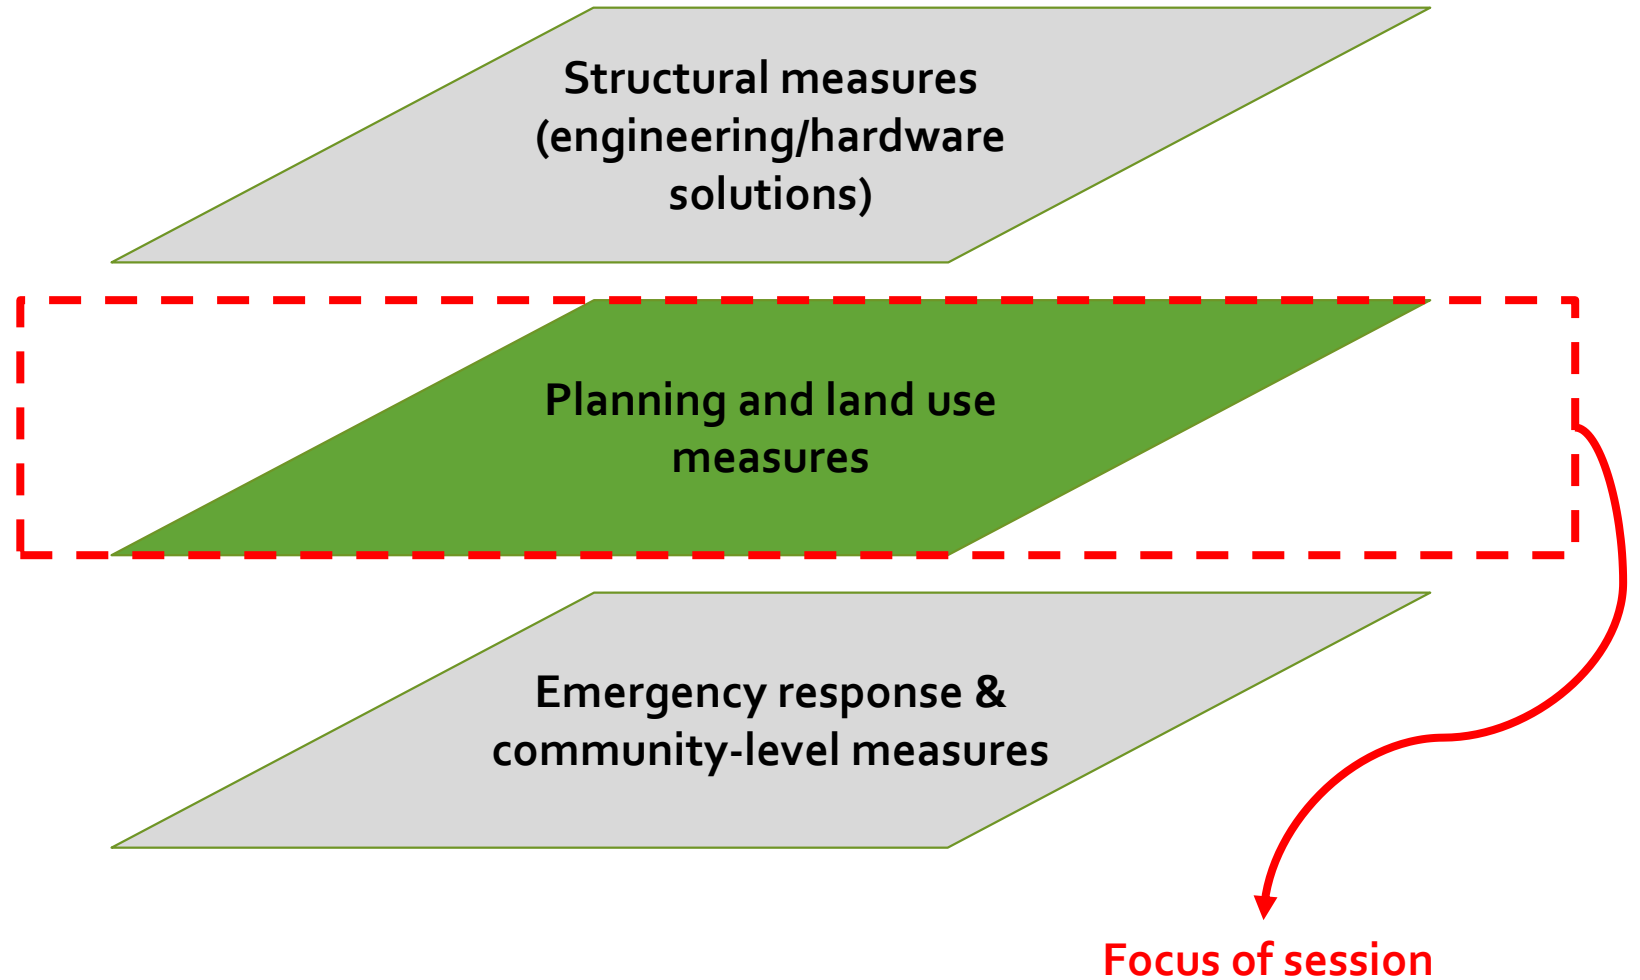 Structural measures
(engineering/hardware
solutions)
Planning and land use
measures
Emergency response &
community-level measures
Focus of session